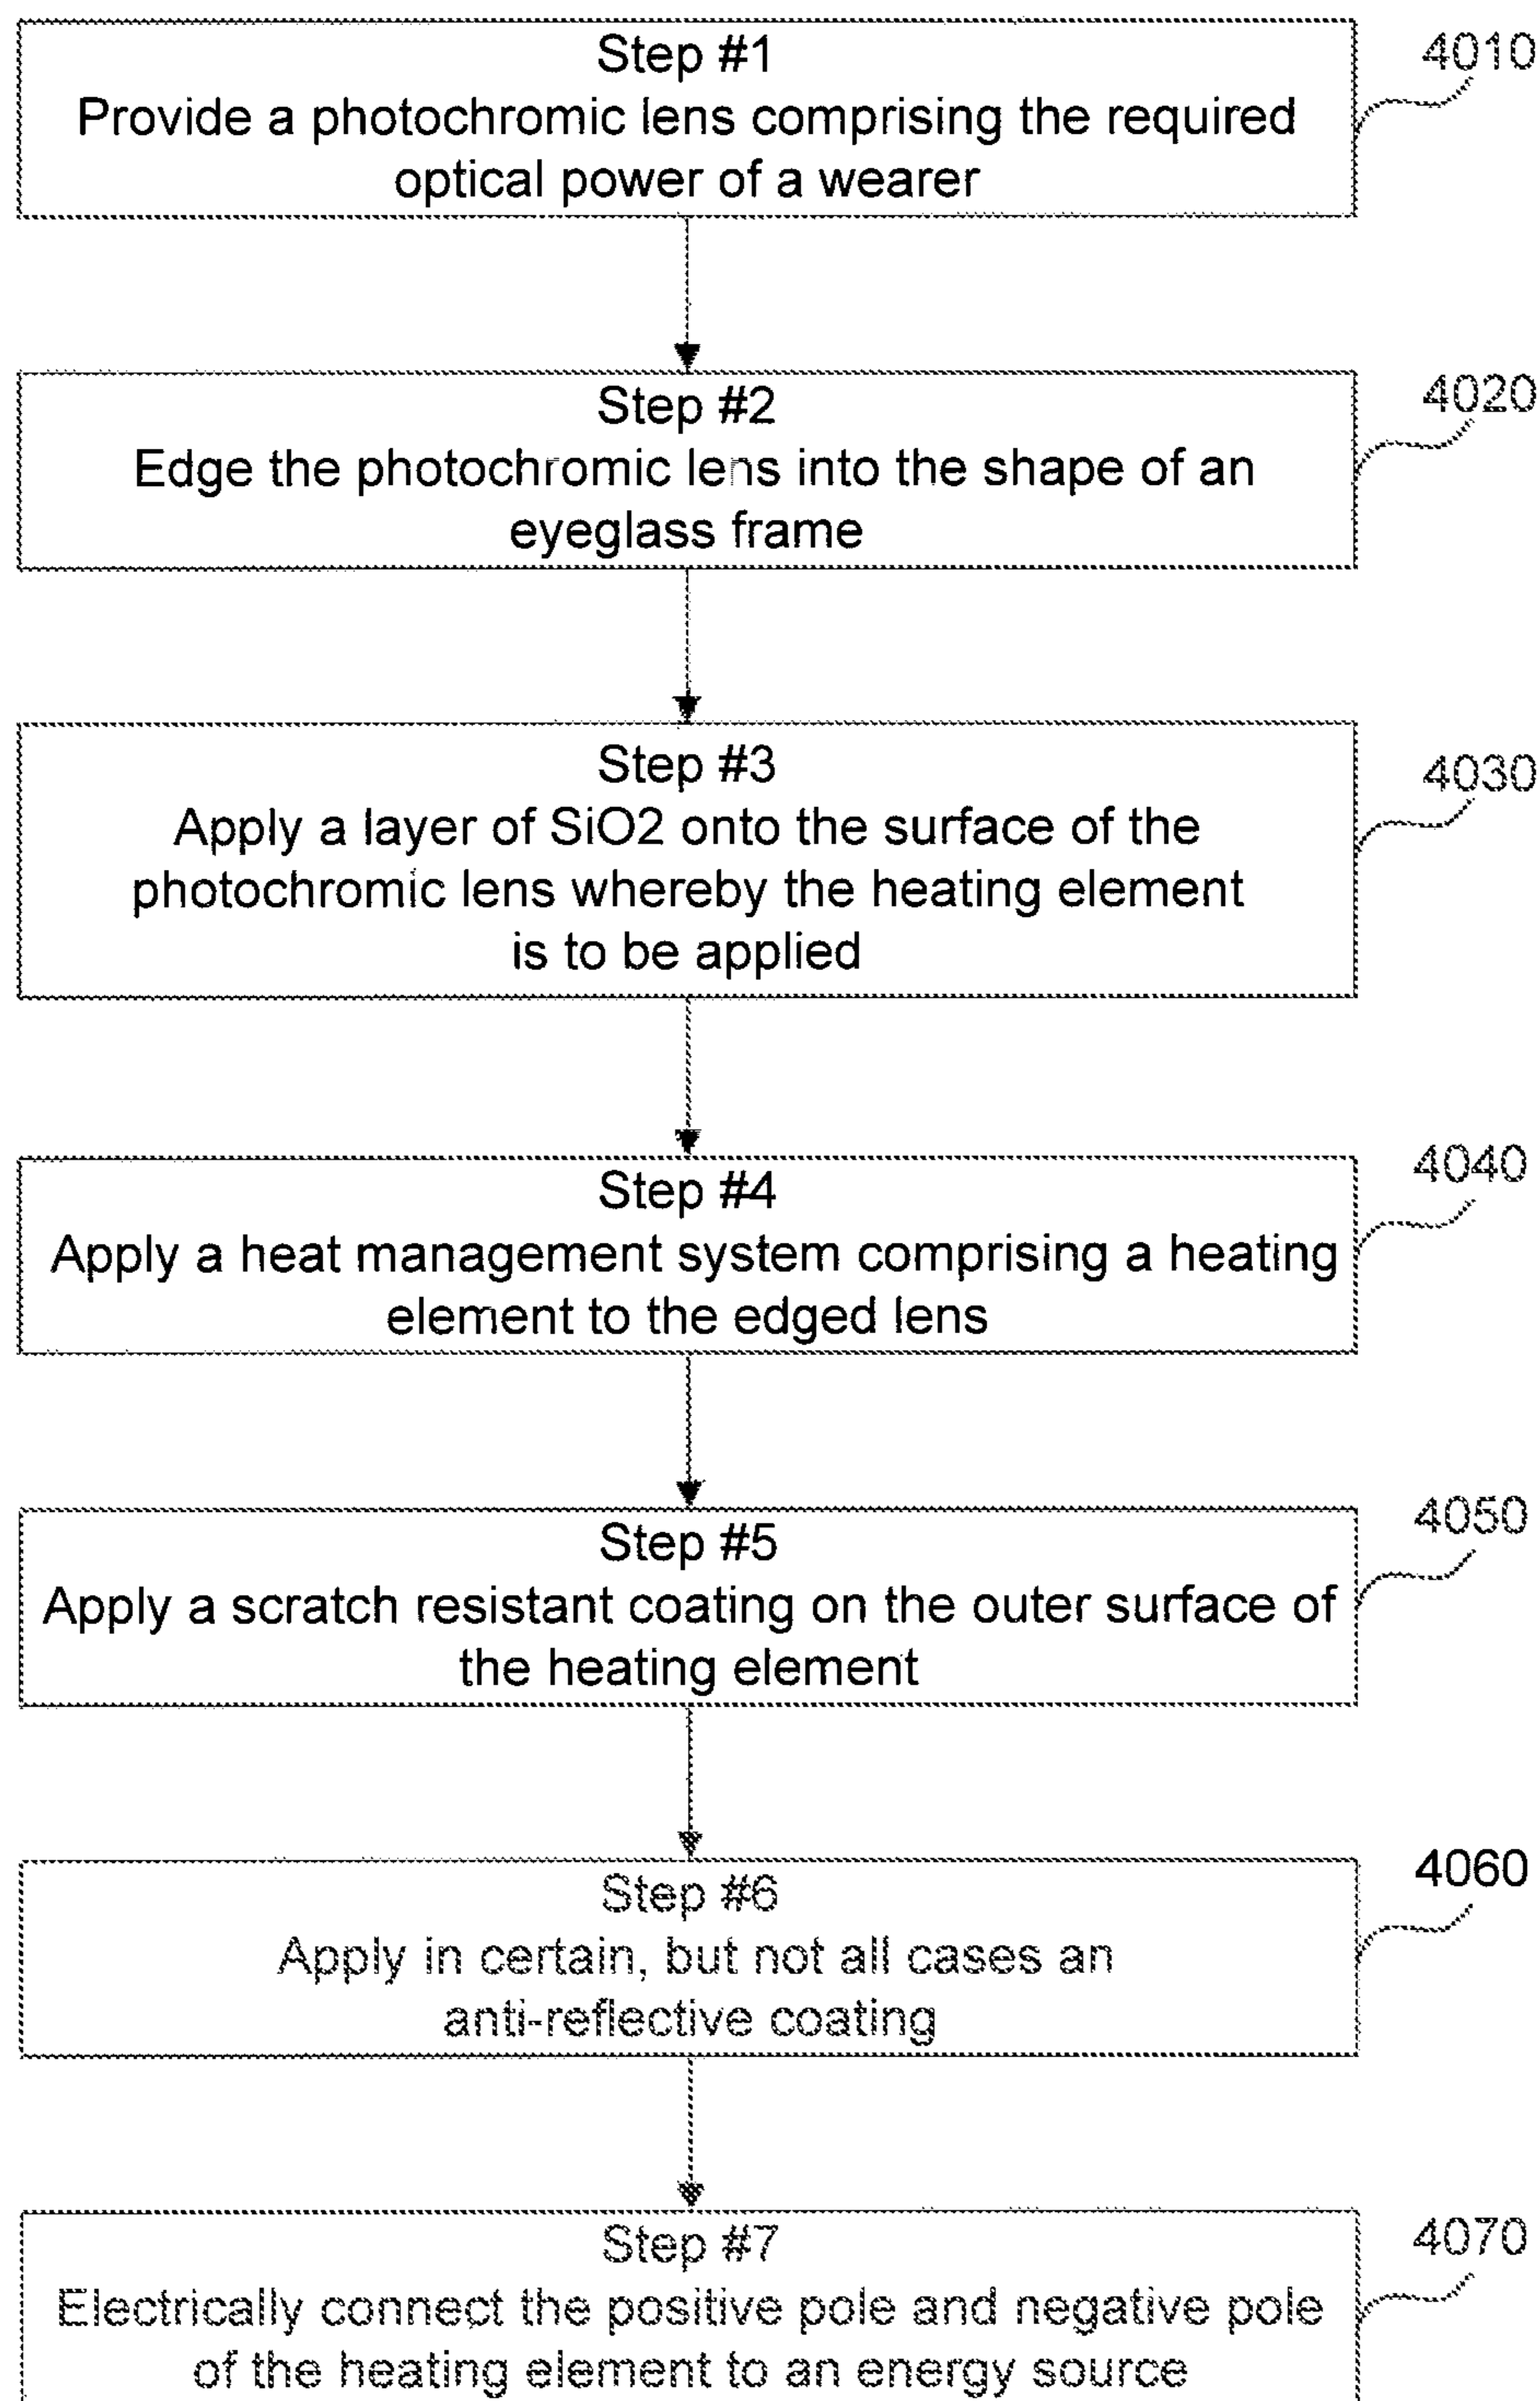 Step #1
Provide a photochromic lens comprising the required
optical power of a wearer
4010
Step #2
Edge the photochromic lens into the shape of an
eyeglass frame
4020
Step #3
Apply a layer of SiO2 onto the surface of the
photochromic lens whereby the heating element
is to be applied
4030
Step #4
Apply a heat management system comprising a heating
element to the edged lens
4040
Step #5
Apply a scratch resistant coating on the outer surface of
the heating element
4050
Step #6
Apply in certain, but not all cases an
anti-reflective coating
4060
Step #7
Electrically connect the positive pole and negative pole
of the heating element to an energy source
4070